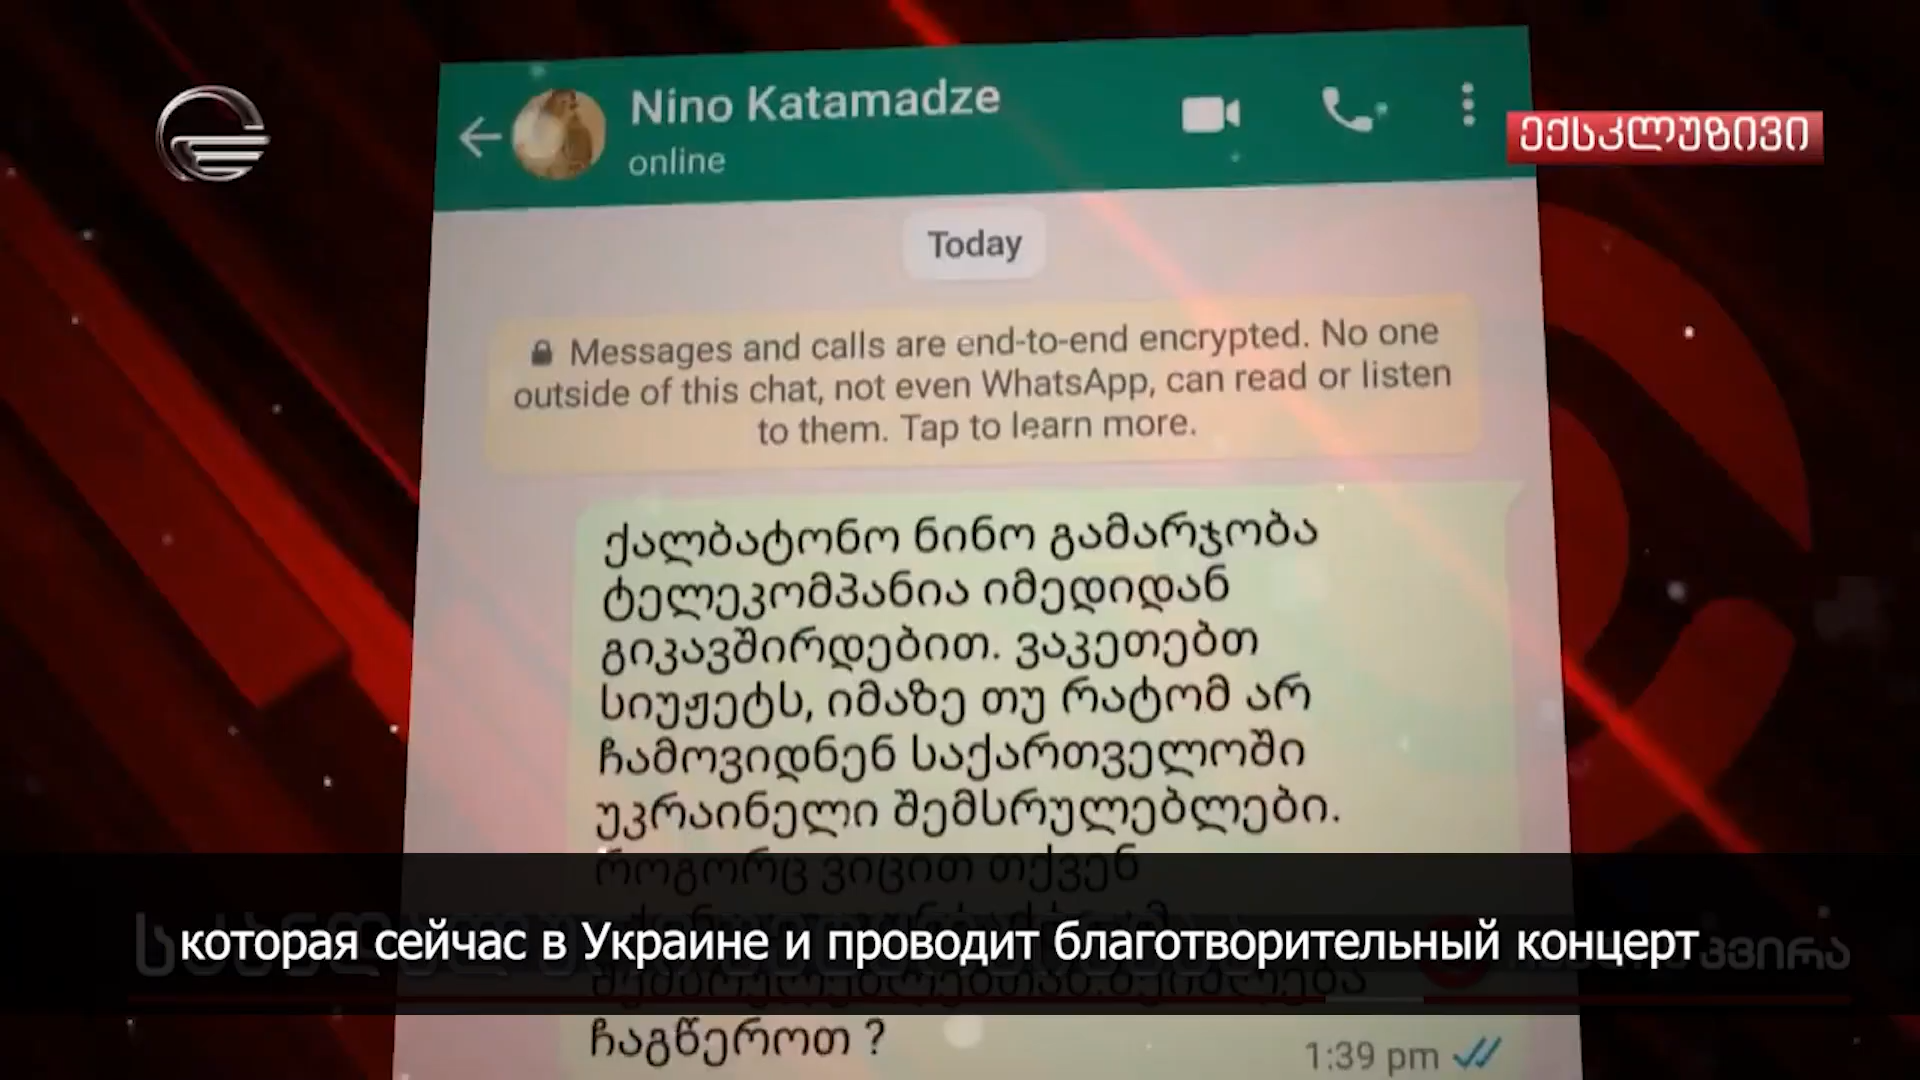 Nino Katamadze
online
ექსკლუზივი
Today
Messages and calls are end-to-end encrypted. No one
outside of this chat, not even WhatsApp, can read or listen
to them. Tap to learn more.
ქალბატონო ნინო გამარჯობა
ტელეკომპანია იმედიდან
გიკავშირდებით. ვაკეთებთ
სიუჟეტს, იმაზე თუ რატომ არ
ჩამოვიდნენ საქართველოში
უკრაინელი შემსრულებლები.
როგორც ვიცით თქვენ
которая сейчас в Украине и проводит благотворительный концерт
კვირა
ჩაგწეროთ ?
1:39 pm